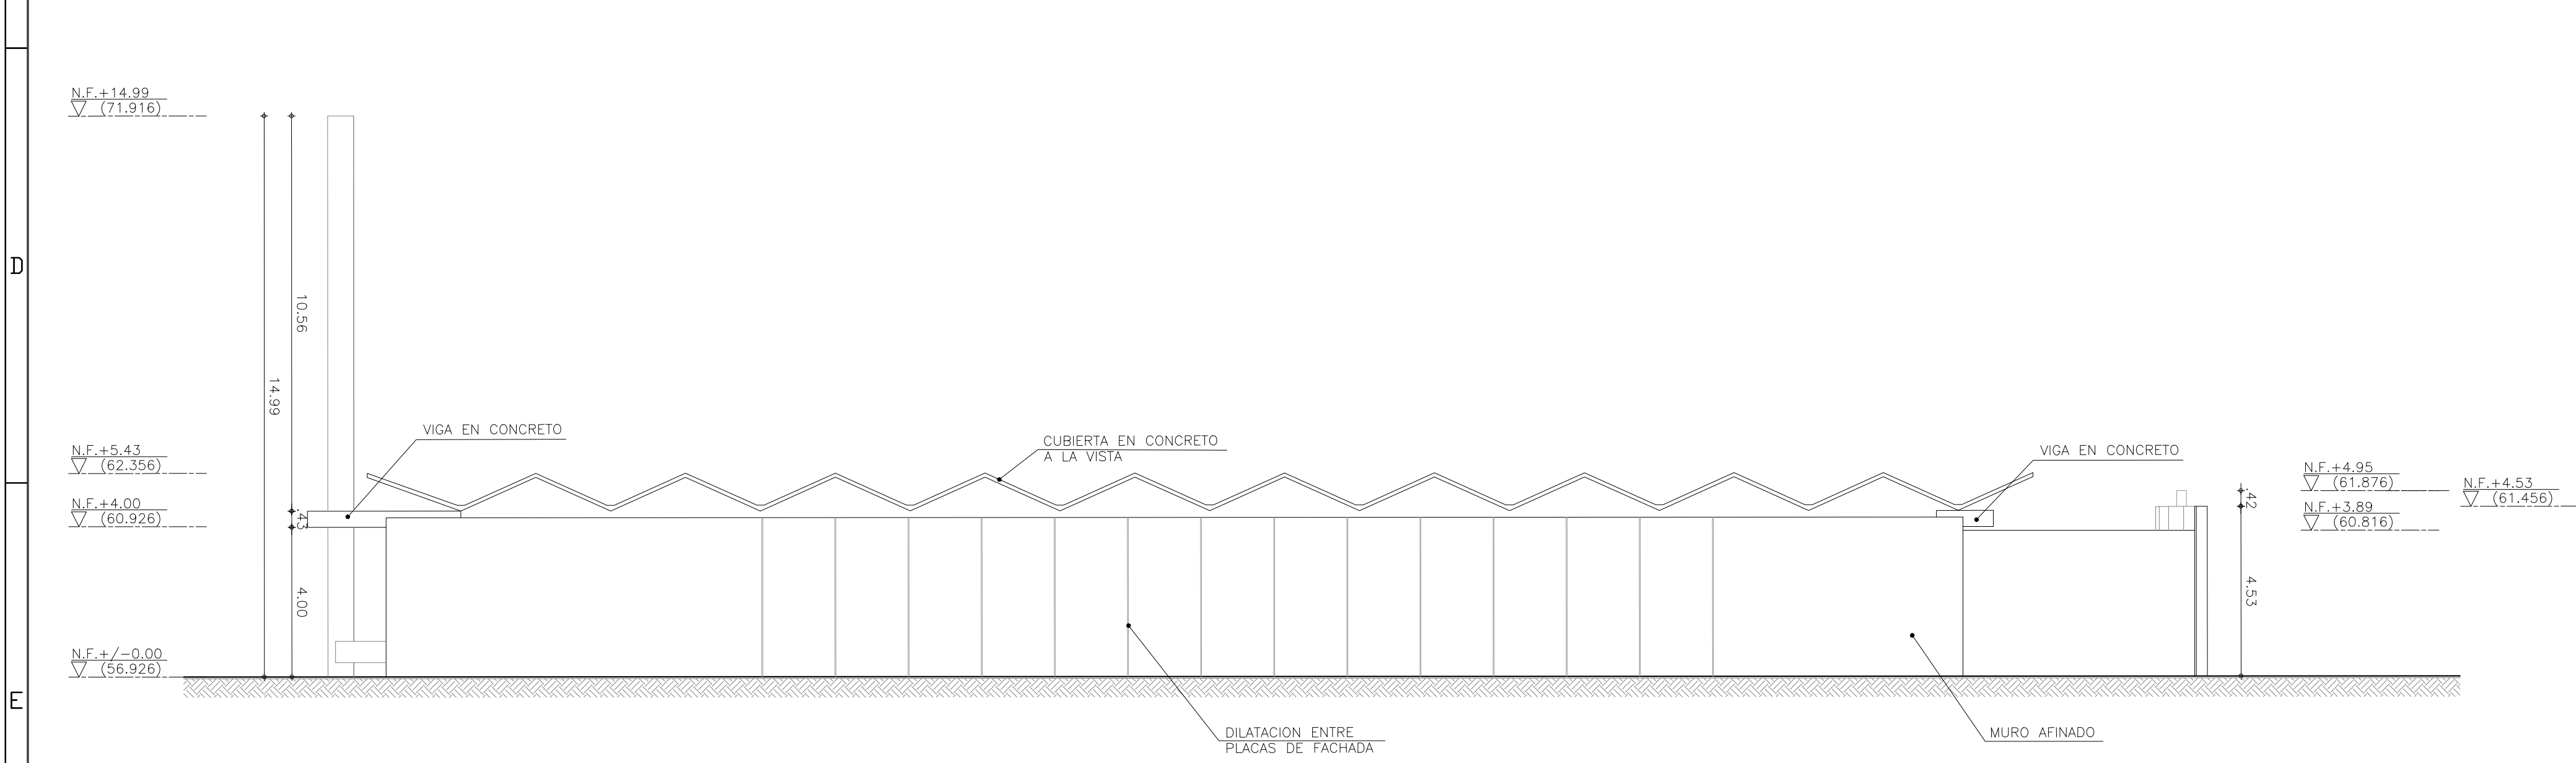 N.F.+14.99
(71.916)
D
10.56
14.99
VIGA EN CONCRETO
CUBIERTA EN CONCRETO
A LA VISTA
VIGA EN CONCRETO
N.F.+5.43
(62.356)
N.F.+4.00
(60.926)
.43
N.F.+4.95
(61.876)
N.F.+4.53
(61.456)
N.F.+3.89
(60.816)
.42
4.00
4.53
N.F.+/-0.00
(56.926)
E
DILATACION ENTRE
PLACAS DE FACHADA
MURO AFINADO